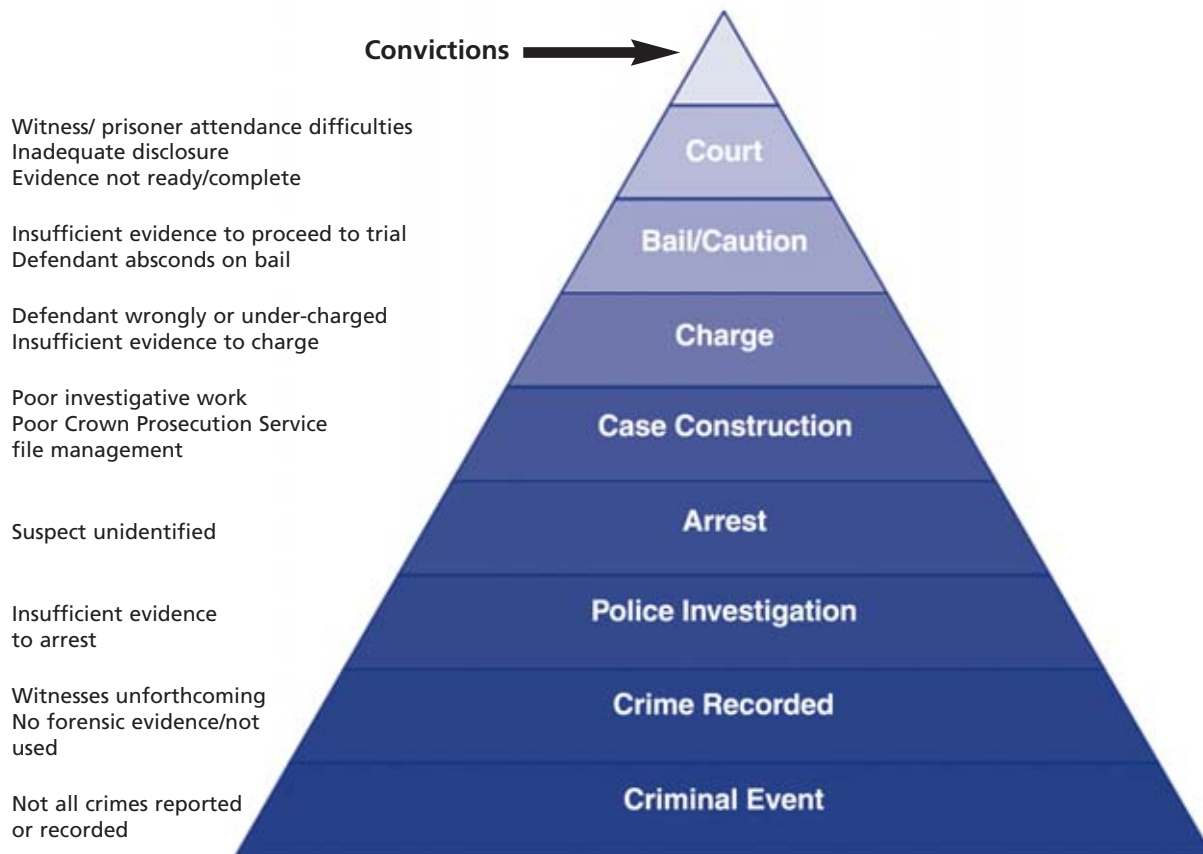 Convictions
Witness/ prisoner attendance difficulties
Inadequate disclosure
Evidence not ready/complete
Court
Insufficient evidence to proceed to trial
Defendant absconds on bail
Bail/Caution
Defendant wrongly or under-charged
Insufficient evidence to charge
Charge
Poor investigative work
Poor Crown Prosecution Service
file management
Case Construction
Suspect unidentified
Arrest
Insufficient evidence
to arrest
Police Investigation
Witnesses unforthcoming
No forensic evidence/not
used
Crime Recorded
Not all crimes reported
or recorded
Criminal Event